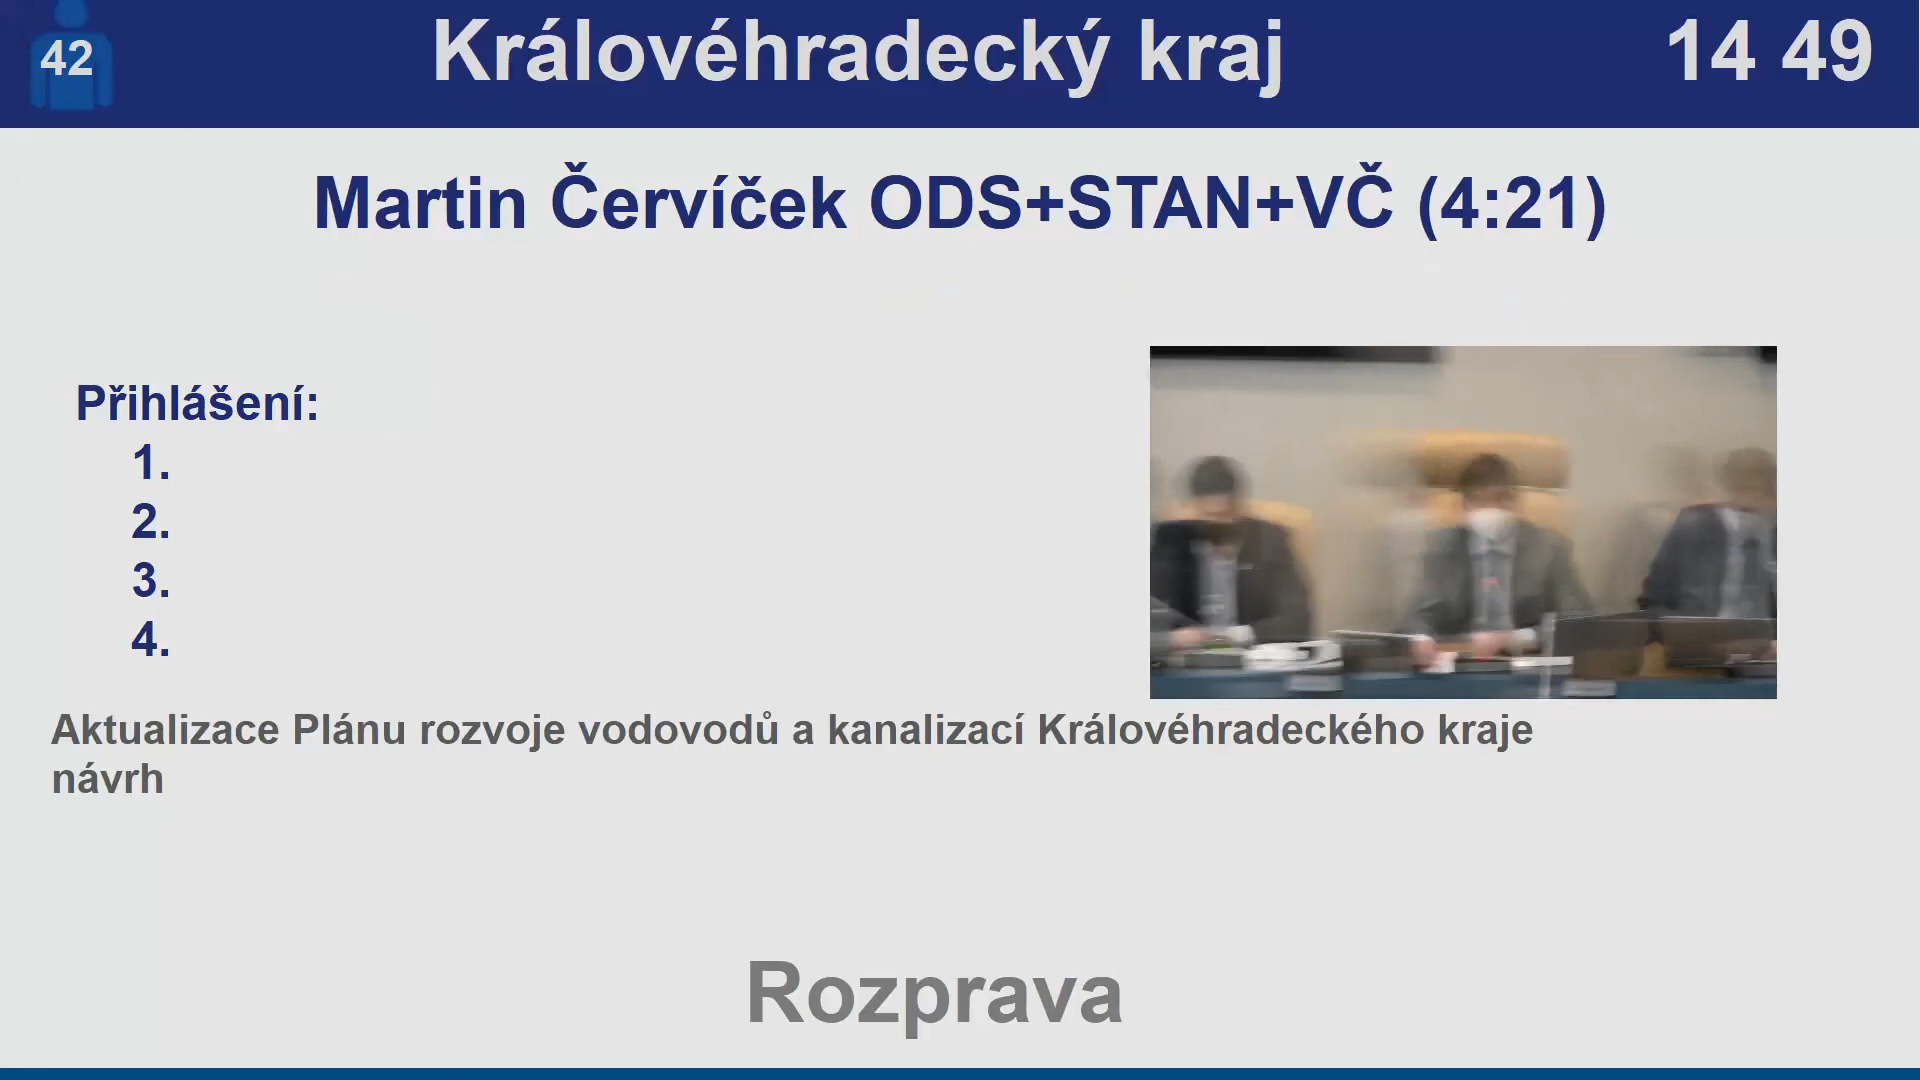 42
Královéhradecký kraj
14 49
Martin Červíček ODS+STAN+VČ (4:21)
Přihlášení:
1.
2.
3.
4.
Aktualizace Plánu rozvoje vodovodů a kanalizací Královéhradeckého kraje
návrh
Rozprava